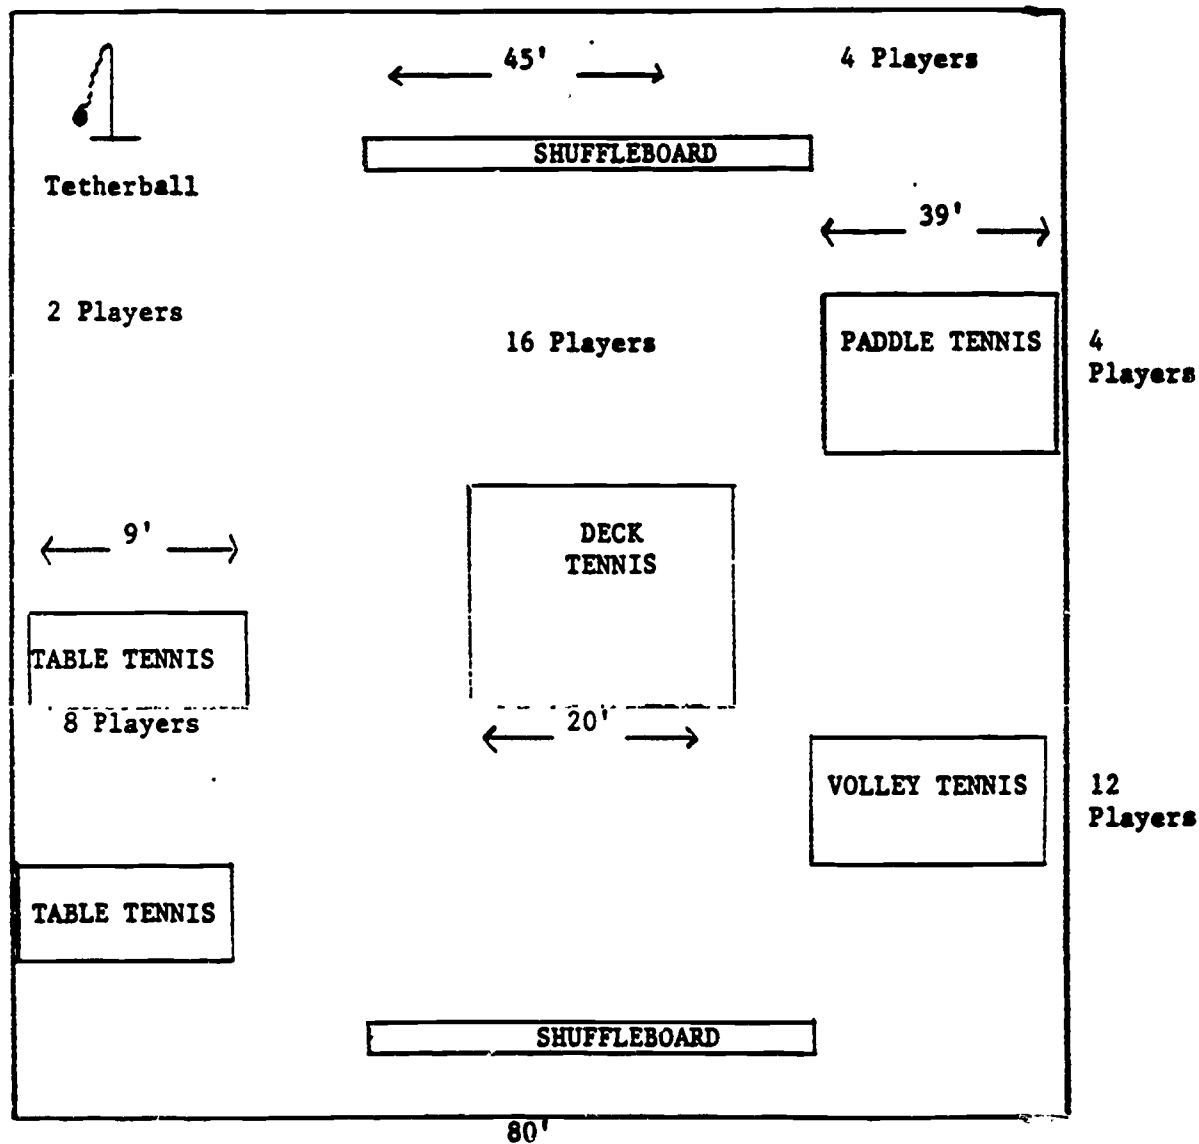 45'
4 Players
SHUFFLEBOARD
Tetherball
39'
2 Players
16 Players
PADDLE TENNIS
4
Players
9'
DECK
TENNIS
TABLE TENNIS
8 Players
20'
VOLLEY TENNIS
12
Players
TABLE TENNIS
SHUFFLEBOARD
80'